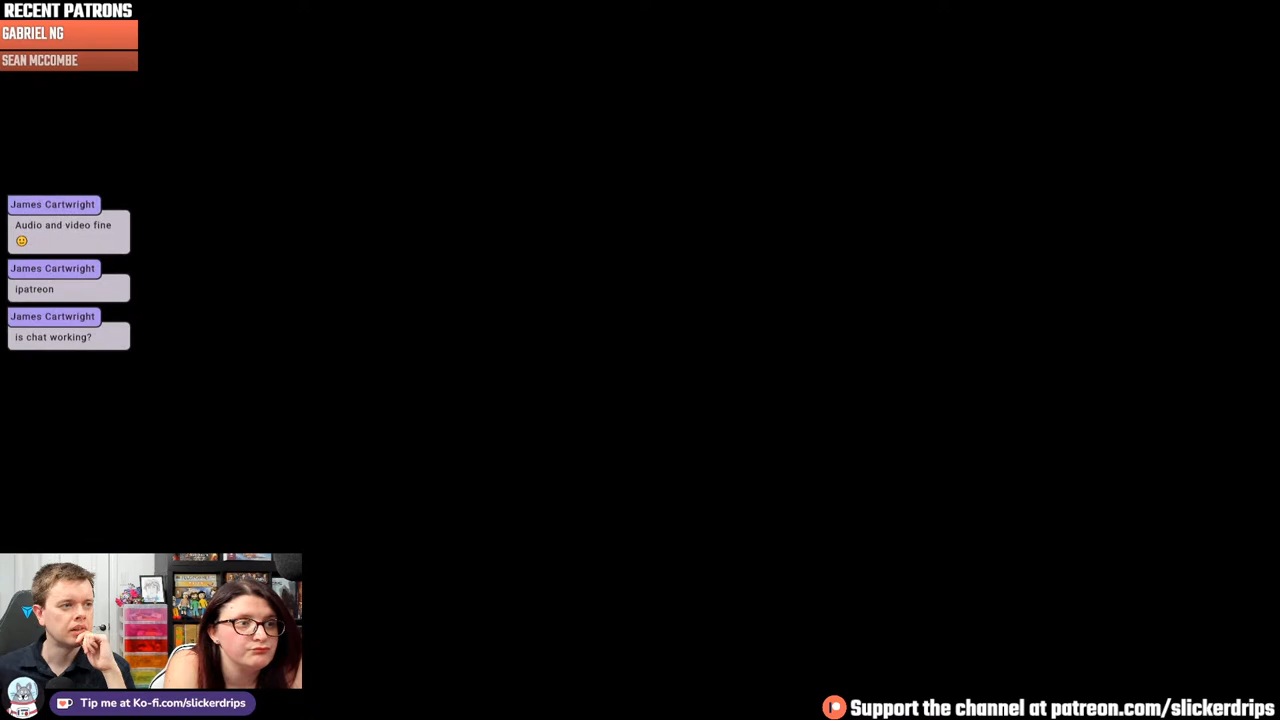 RECENT PATRONS
GABRIEL NG
SEAN MCCOMBE
James Cartwright
Audio and video fine
James Cartwright
ipatreon
James Cartwright
is chat working?
Tip me at Ko-fi.com/slickerdrips
Support the channel at patreon.com/slickerdrips